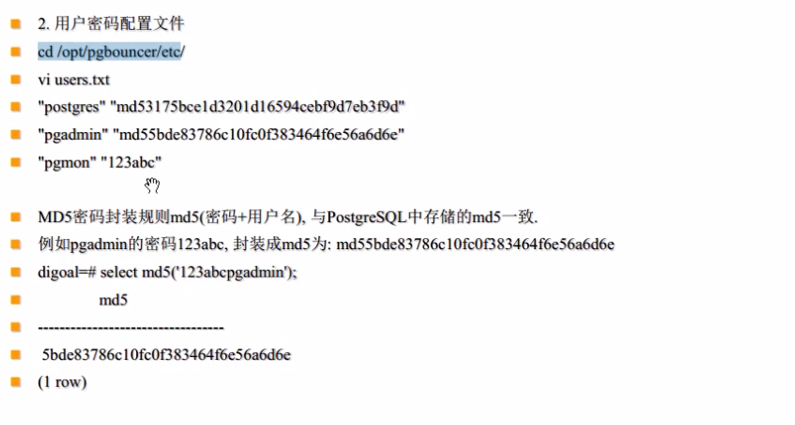 2. 用户密码配置文件
cd /opt/pgbouncer/etc/
vi users.txt
"postgres" "md53175bce1d3201d16594cebf9d7eb3f9d"
"pgadmin" "md55bde83786c10fc0f383464f6e56a6d6e"
"pgmon" "123abc"
MD5密码封装规则md5(密码+用户名), 与PostgreSQL中存储的md5一致.
例如pgadmin的密码123abc, 封装成md5为: md55bde83786c10fc0f383464f6e56a6d6e
digoal=# select md5('123abcpgadmin');
md5
----------------------------------
5bde83786c10fc0f383464f6e56a6d6e
(1 row)